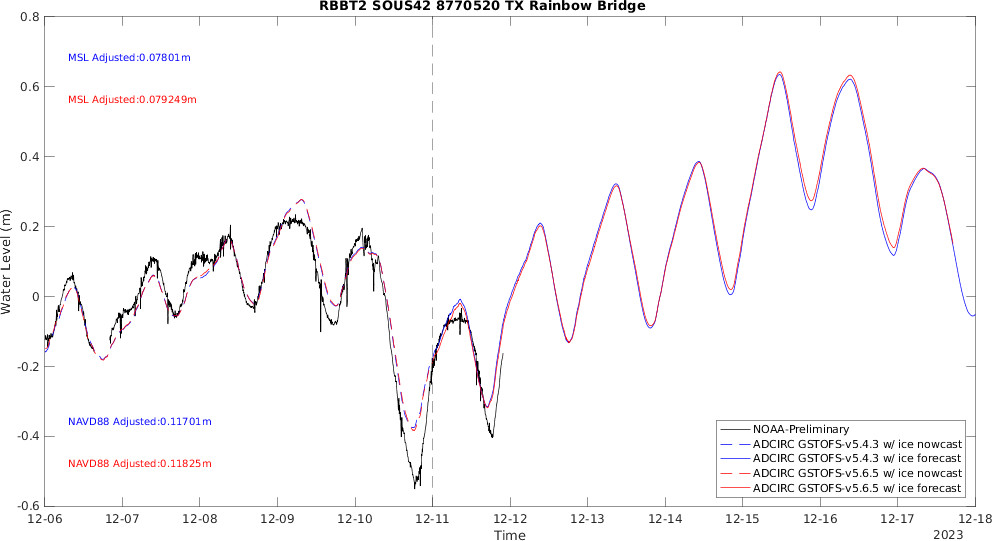 RBBT2 SOUS42 8770520 TX Rainbow Bridge
0.8
0.6
0.4
0.2
0
-0.2
-0.4
-0.6
Water Level (m)
MSL Adjusted:0.07801m
MSL Adjusted:0.079249m
NAVD88 Adjusted:0.11701m
NAVD88 Adjusted:0.11825m
NOAA-Preliminary
ADCIRC GSTOFS-v5.4.3 w/ ice nowcast
ADCIRC GSTOFS-v5.4.3 w/ ice forecast
ADCIRC GSTOFS-v5.6.5 w/ ice nowcast
ADCIRC GSTOFS-v5.6.5 w/ ice forecast
12-06 12-07 12-08 12-09 12-10 12-11 12-12 12-13 12-14 12-15 12-16 12-17 12-18
Time
2023